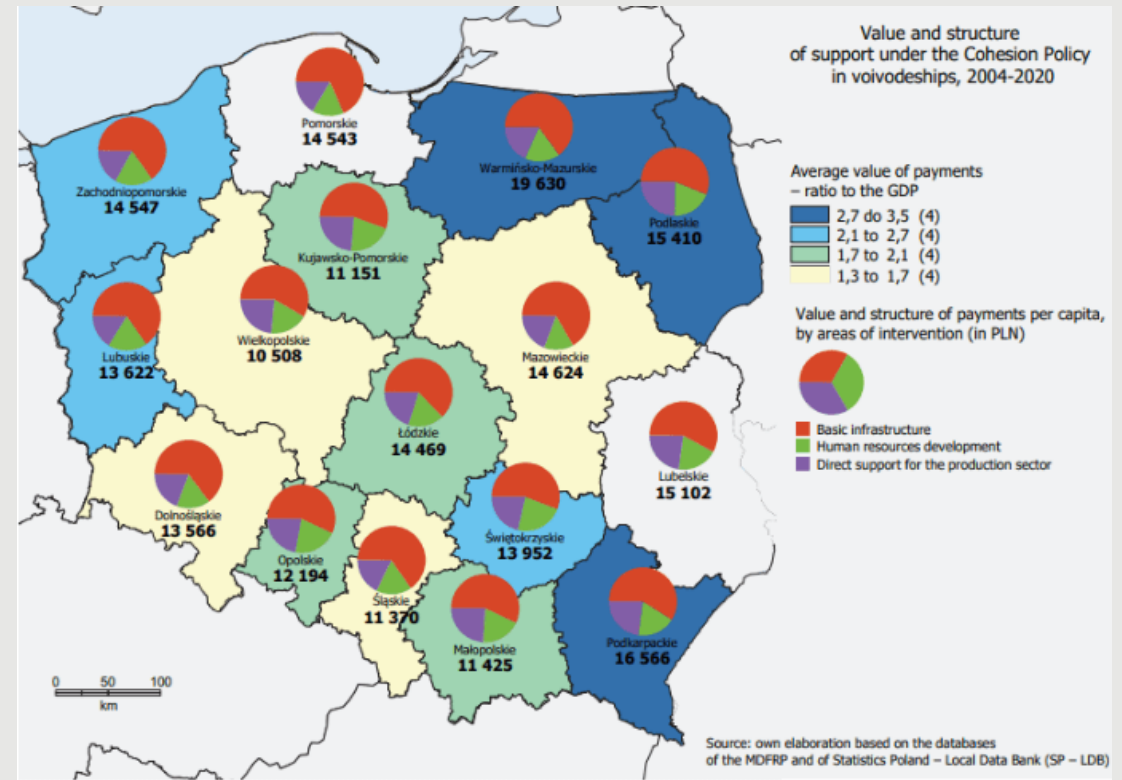 Value and structure
of support under the Cohesion Policy
in voivodeships, 2004-2020
Pomorskie
14 543
Warmińsko-Mazurskie
19 630
Zachodniopomorskie
14 547
Podlaskie
15 410
Kujawsko-Pomorskie
11 151
Wielkopolskie
10 508
Lubuskie
13 622
Mazowieckie
14 624
Łódzkie
14 469
Lubelskie
15 102
Dolnośląskie
13 566
Opolskie
12 194
Śląskie
11 370
Świętokrzyskie
13 952
Małopolskie
11 425
Podkarpackie
16 566
Average value of payments
– ratio to the GDP
2,7 do 3,5 (4)
2,1 to 2,7 (4)
1,7 to 2,1 (4)
1,3 to 1,7 (4)
Value and structure of payments per capita,
by areas of intervention (in PLN)
Basic infrastructure
Human resources development
Direct support for the production sector
0 50 100
km
Source: own elaboration based on the databases
of the MDFRP and of Statistics Poland – Local Data Bank (SP – LDB)